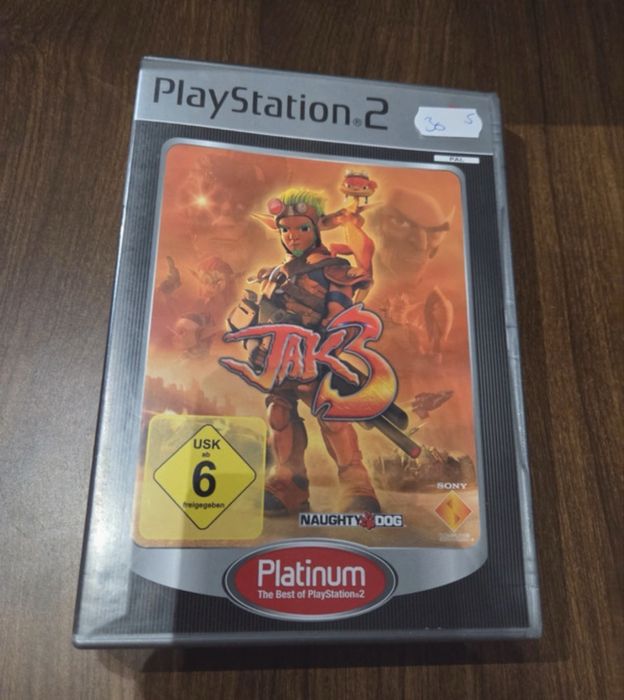 PlayStation®2
36 5
PAL
JAK 3
USK
ab
6
freigegeben
NAUGHTY DOG
SONY
Platinum
The Best of PlayStation®2